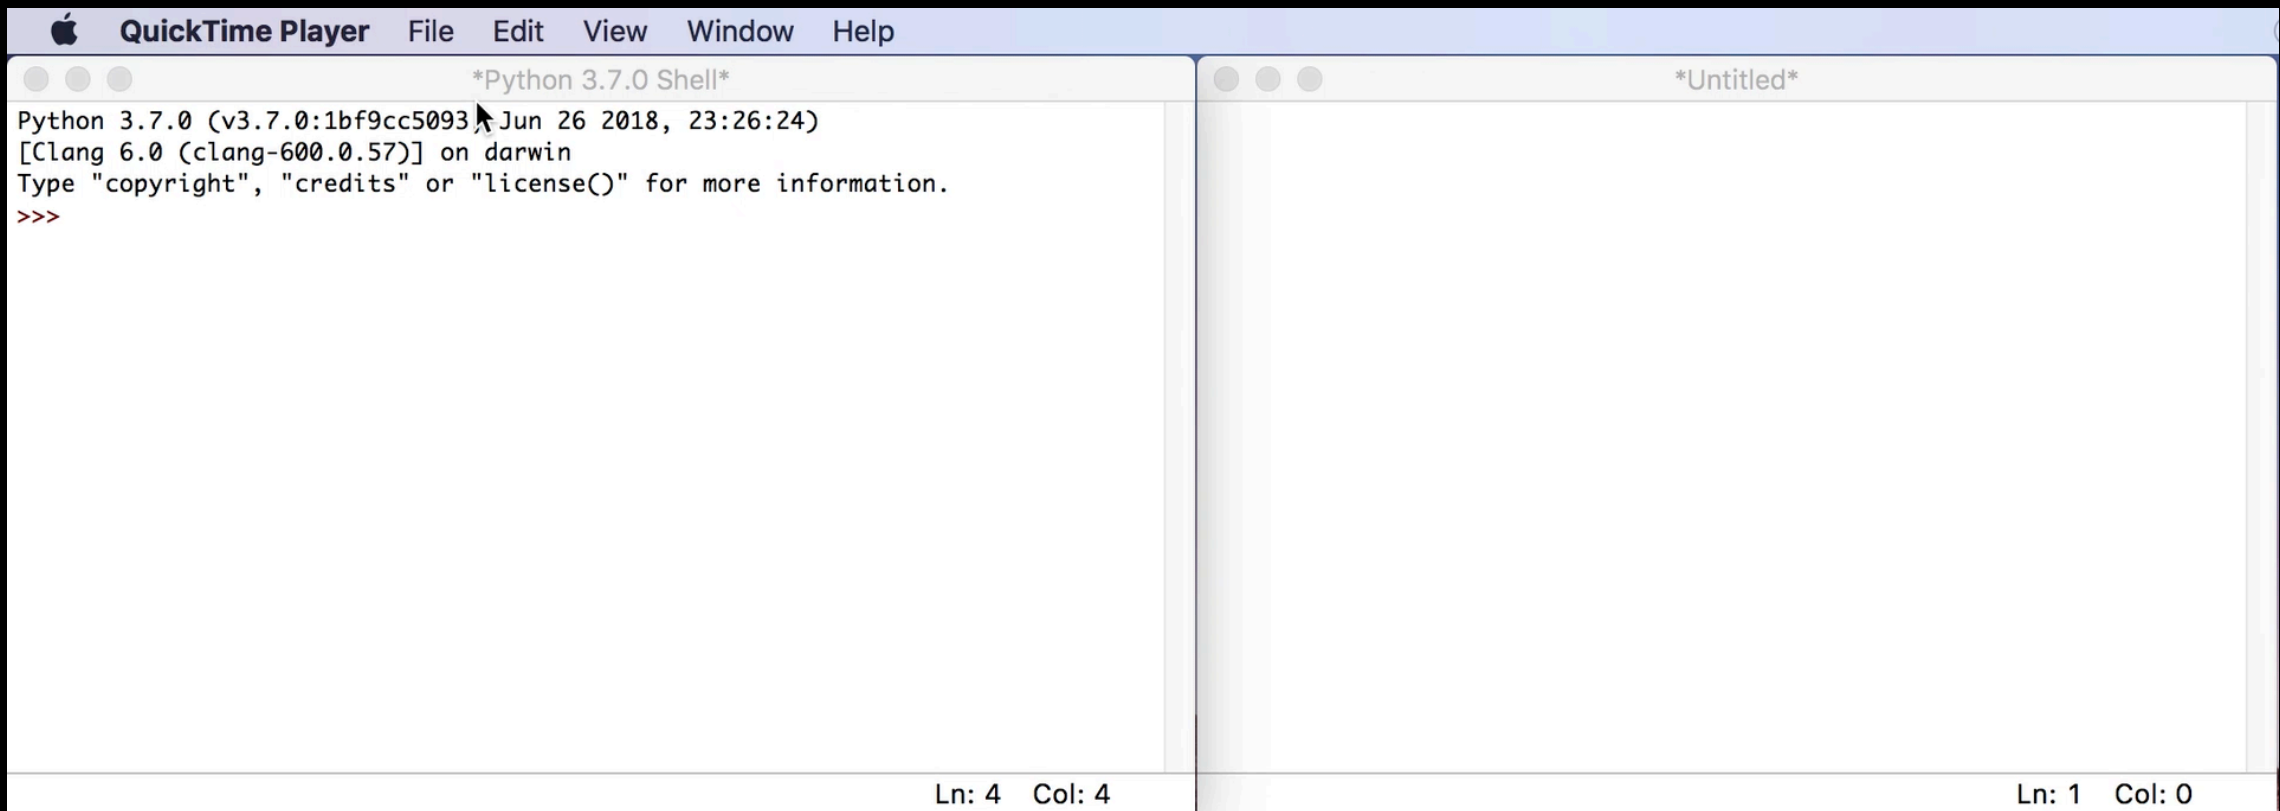 QuickTime Player File Edit View Window Help
*Python 3.7.0 Shell*
Python 3.7.0 (v3.7.0:1bf9cc5093, Jun 26 2018, 23:26:24)
[Clang 6.0 (clang-600.0.57)] on darwin
Type "copyright", "credits" or "license()" for more information.
>>>
Ln: 4 Col: 4
*Untitled*
Ln: 1 Col: 0